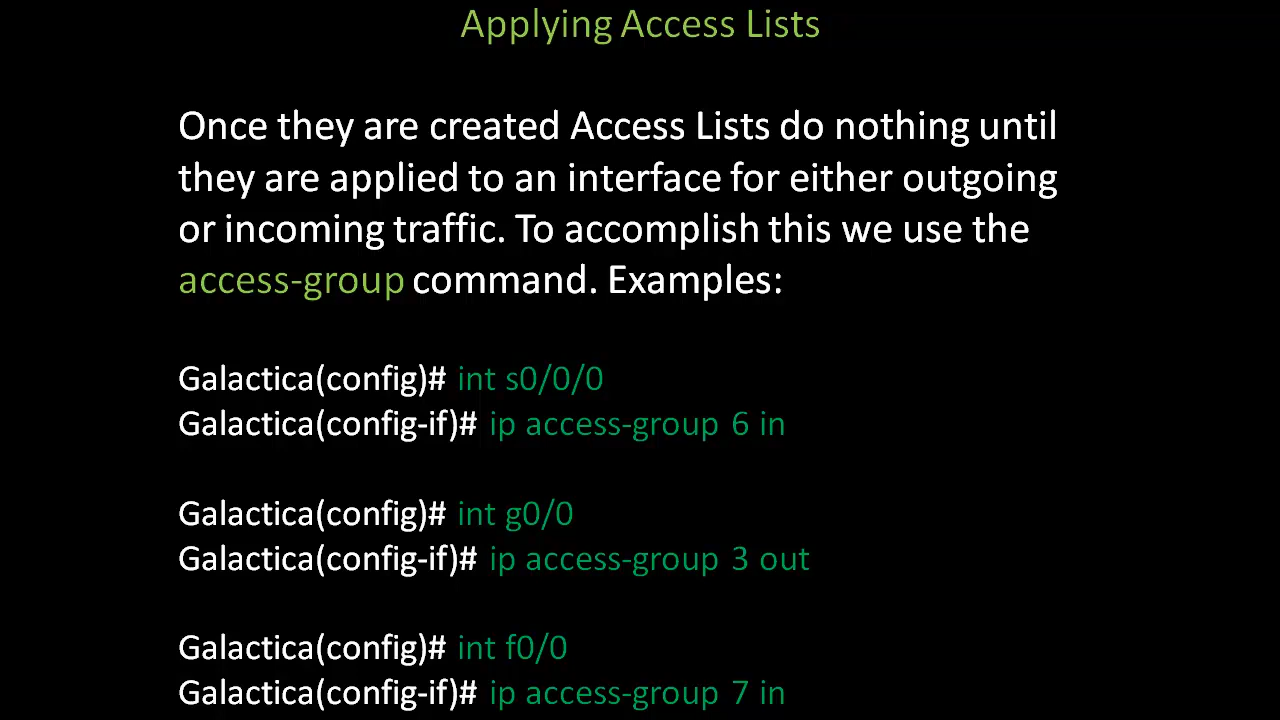 Applying Access Lists
Once they are created Access Lists do nothing until
they are applied to an interface for either outgoing
or incoming traffic. To accomplish this we use the
access-group command. Examples:
Galactica(config)# int s0/0/0
Galactica(config-if)# ip access-group 6 in
Galactica(config)# int g0/0
Galactica(config-if)# ip access-group 3 out
Galactica(config)# int f0/0
Galactica(config-if)# ip access-group 7 in